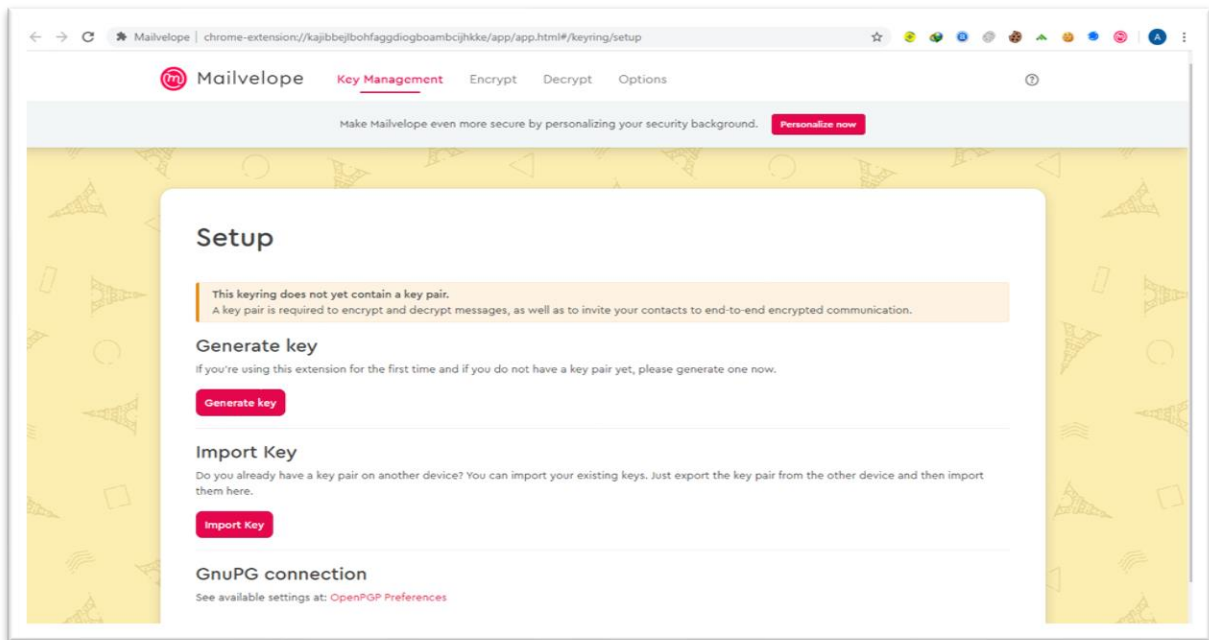 Mailvelope | chrome-extension://kajibbejlbohfaggdiogboambcijhkke/app/app.html#/keyring/setup
A
m Mailvelope Key Management Encrypt Decrypt Options ?
Make Mailvelope even more secure by personalizing your security background. Personalize now
Setup
This keyring does not yet contain a key pair.
A key pair is required to encrypt and decrypt messages, as well as to invite your contacts to end-to-end encrypted communication.
Generate key
If you're using this extension for the first time and if you do not have a key pair yet, please generate one now.
Generate key
Import Key
Do you already have a key pair on another device? You can import your existing keys. Just export the key pair from the other device and then import
them here.
Import Key
GnuPG connection
See available settings at: OpenPGP Preferences